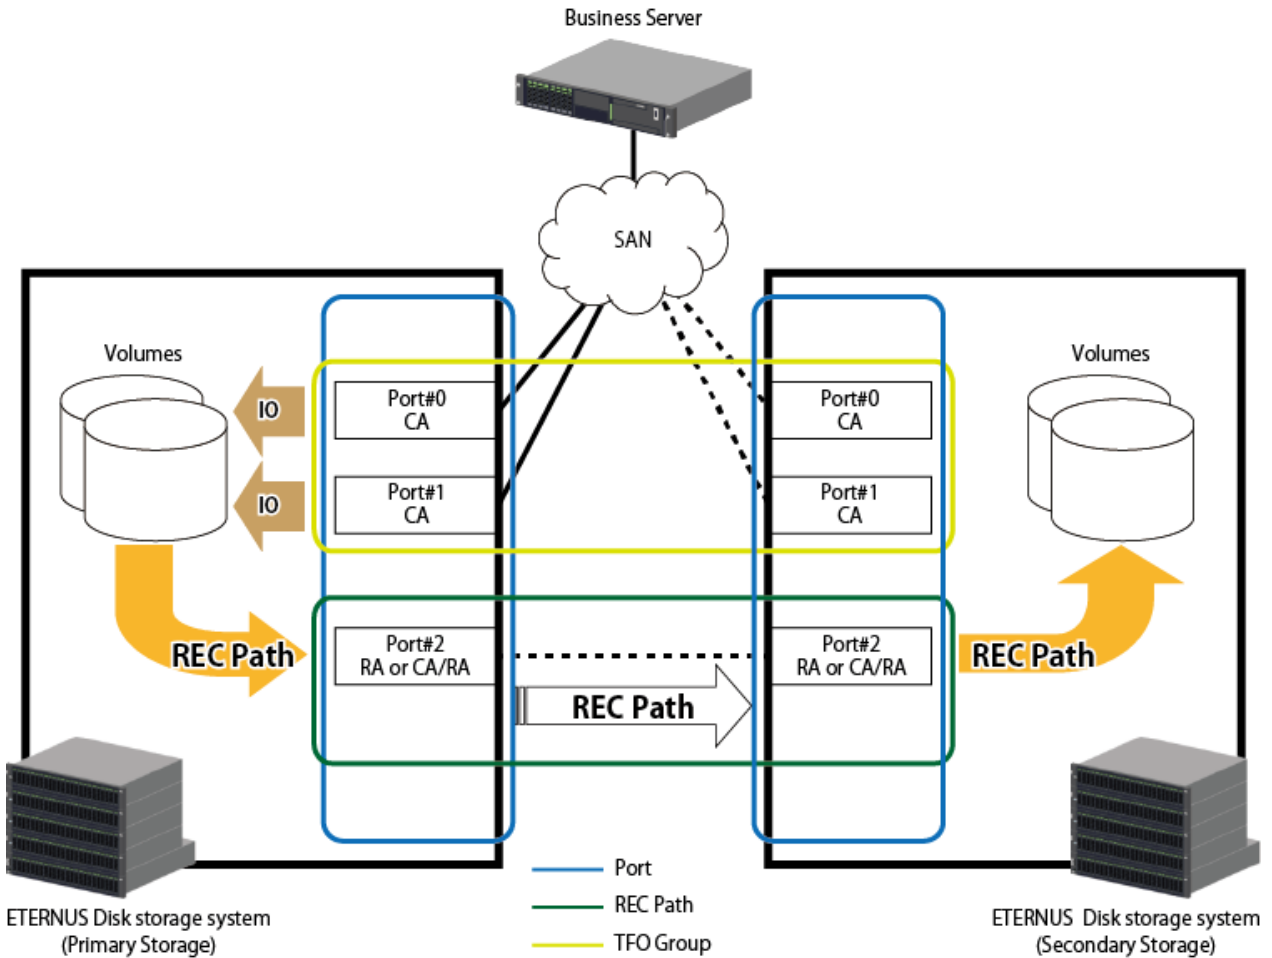 Business Server
SAN
Volumes
Volumes
IO
Port#0
CA
Port#0
CA
IO
Port#1
CA
Port#1
CA
REC Path
Port#2
RA or CA/RA
Port#2
RA or CA/RA
REC Path
REC Path
Port
REC Path
TFO Group
ETERNUS Disk storage system
(Primary Storage)
ETERNUS Disk storage system
(Secondary Storage)